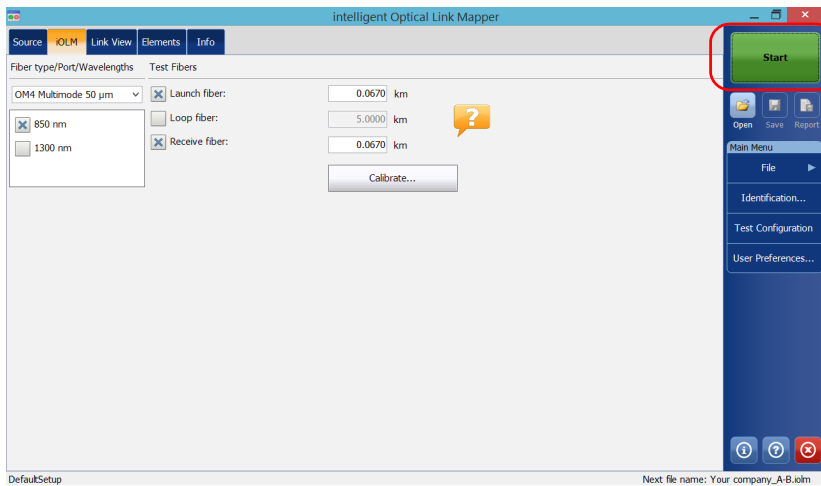 intelligent Optical Link Mapper
Source iOLM Link View Elements Info
Fiber type/Port/Wavelengths Test Fibers
OM4 Multimode 50 µm
850 nm
1300 nm
Launch fiber: 0.0670 km
Loop fiber: 5.0000 km
Receive fiber: 0.0670 km
?
Calibrate...
Start
Open Save Report
Main Menu
File
Identification...
Test Configuration
User Preferences...
DefaultSetup
Next file name: Your company_A-B.iolm